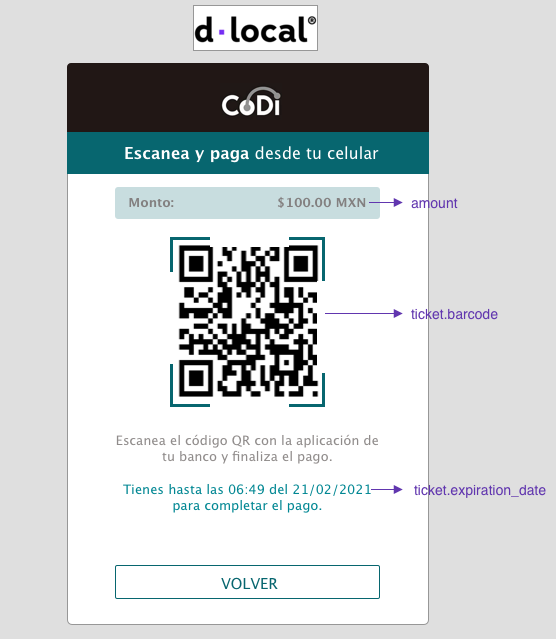 d·local®
CoDi
Escanea y paga desde tu celular
Monto: $100.00 MXN
amount
ticket.barcode
Escanea el código QR con la aplicación de
tu banco y finaliza el pago.
Tienes hasta las 06:49 del 21/02/2021
para completar el pago.
ticket.expiration_date
VOLVER